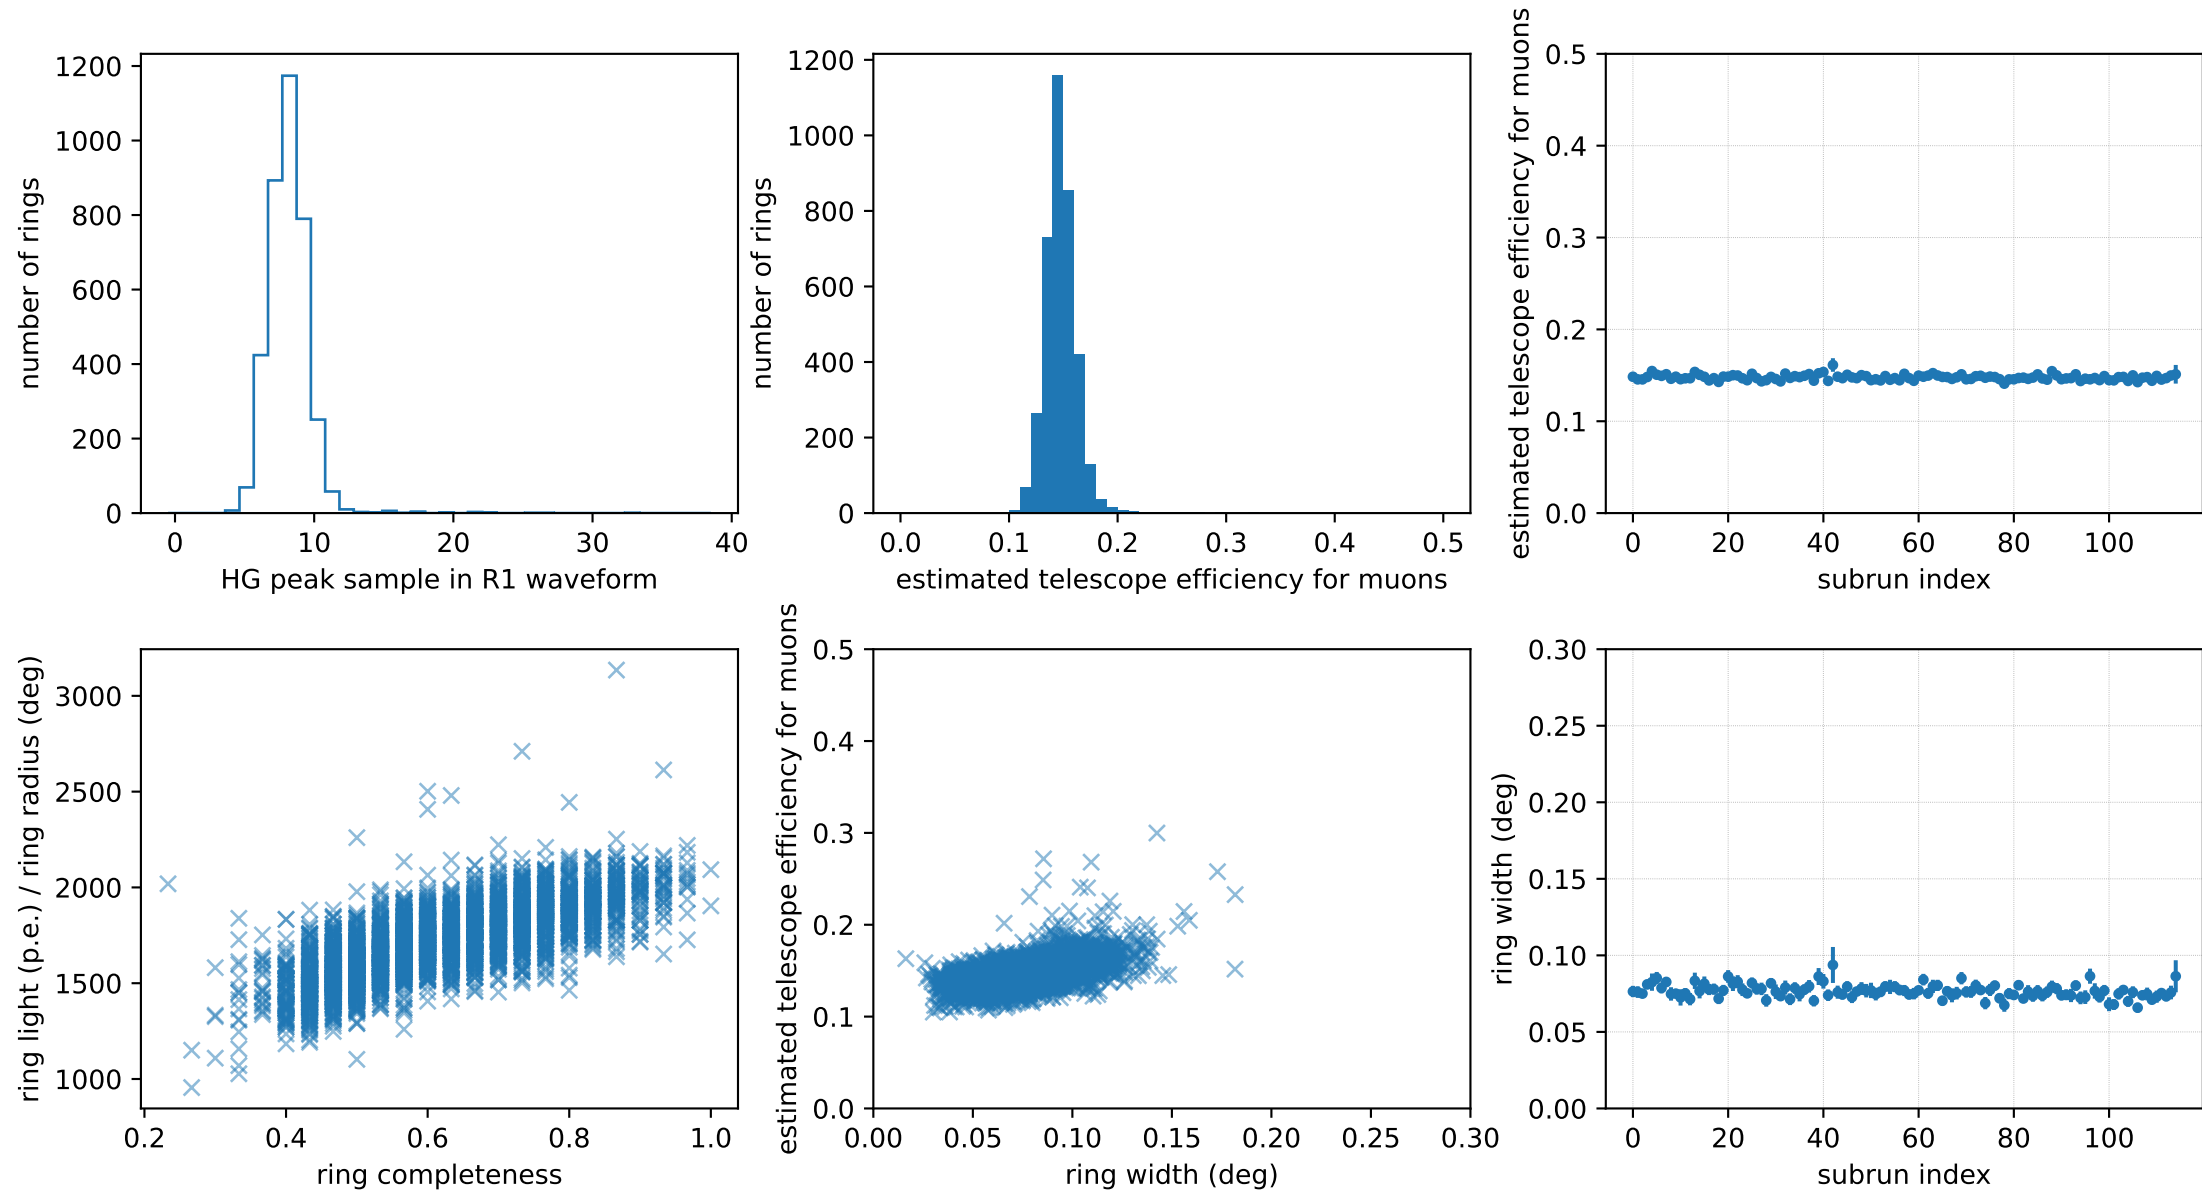 number of rings
1200
1000
800
600
400
200
0
0 10 20 30 40
HG peak sample in R1 waveform
number of rings
1200
1000
800
600
400
200
0
0.0 0.1 0.2 0.3 0.4 0.5
estimated telescope efficiency for muons
estimated telescope efficiency for muons
0.5
0.4
0.3
0.2
0.1
0.0
0 20 40 60 80 100
subrun index
ring light (p.e.) / ring radius (deg)
3000
2500
2000
1500
1000
0.2 0.4 0.6 0.8 1.0
ring completeness
estimated telescope efficiency for muons
0.5
0.4
0.3
0.2
0.1
0.0
0.00 0.05 0.10 0.15 0.20 0.25 0.30
ring width (deg)
ring width (deg)
0.30
0.25
0.20
0.15
0.10
0.05
0.00
0 20 40 60 80 100
subrun index